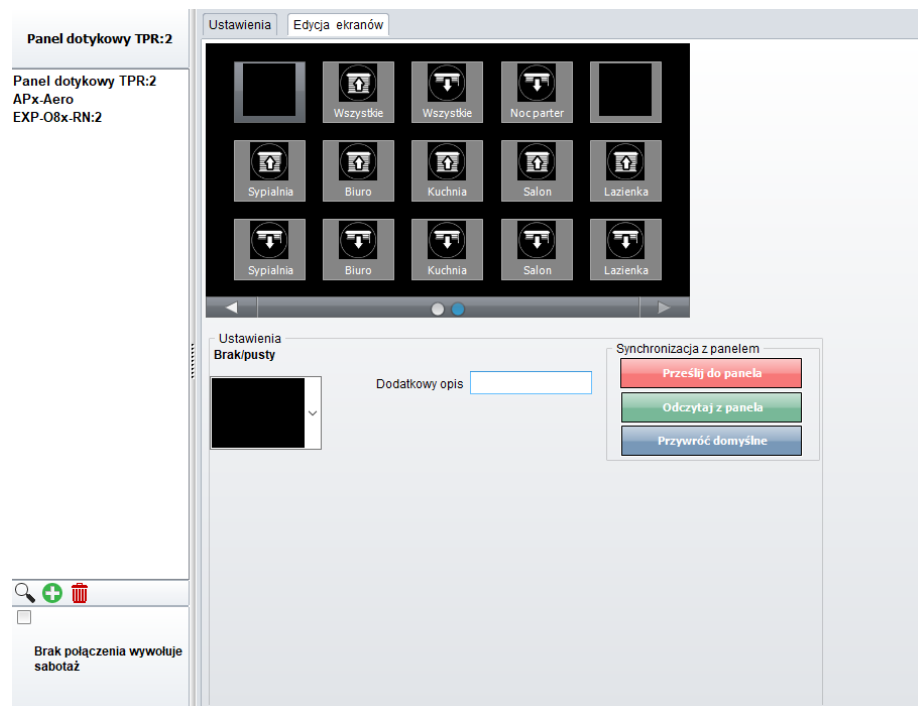 Panel dotykowy TPR:2
Panel dotykowy TPR:2
APx-Aero
EXP-O8x-RN:2
Brak połączenia wywołuje
sabotaż
Ustawienia Edycja ekranów
Wszystkie Wszystkie Noc parter
Sypialnia Biuro Kuchnia Salon Lazienka
Sypialnia Biuro Kuchnia Salon Lazienka
Ustawienia
Brak/pusty
Dodatkowy opis
Synchronizacja z panelem
Prześlij do panela
Odczytaj z panela
Przywróć domyślne